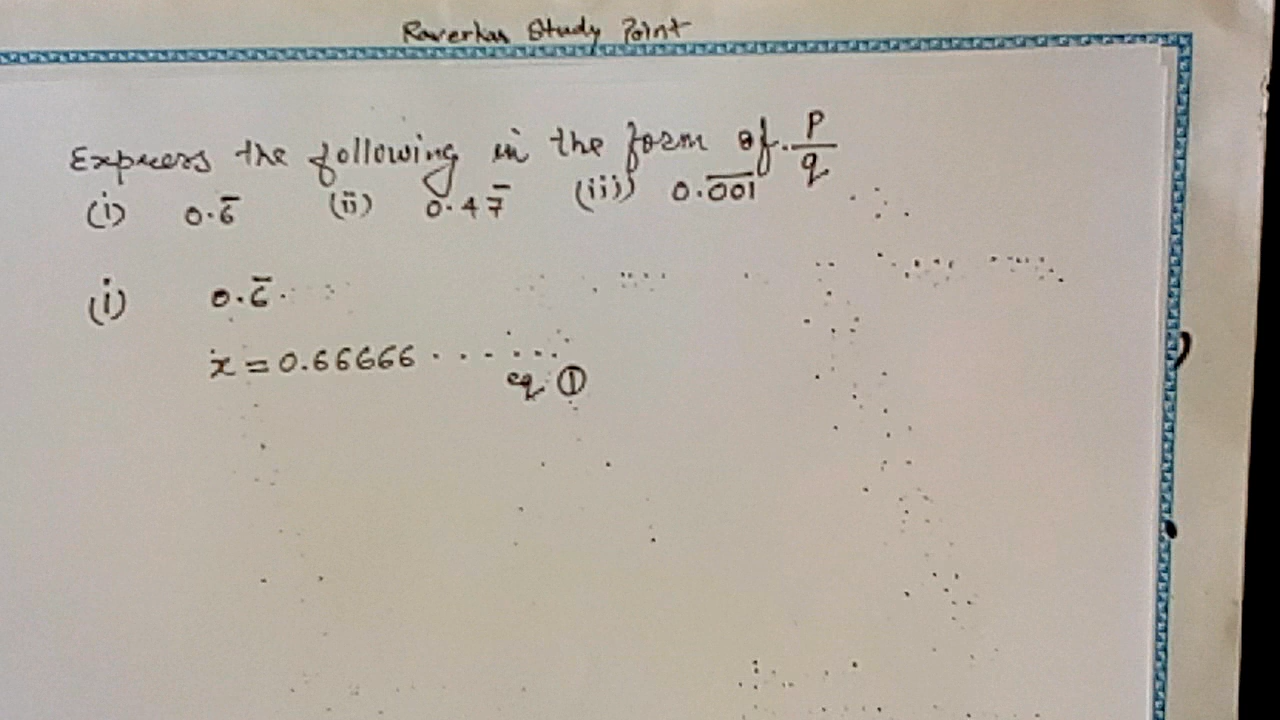 Raverkar Study Point
Express the following in the form of p/q
(i) 0.6̅ (ii) 0.47̅ (iii) 0.0̅0̅1̅
(i) 0.6̅.
x = 0.66666 . . . . . . .
eq ①